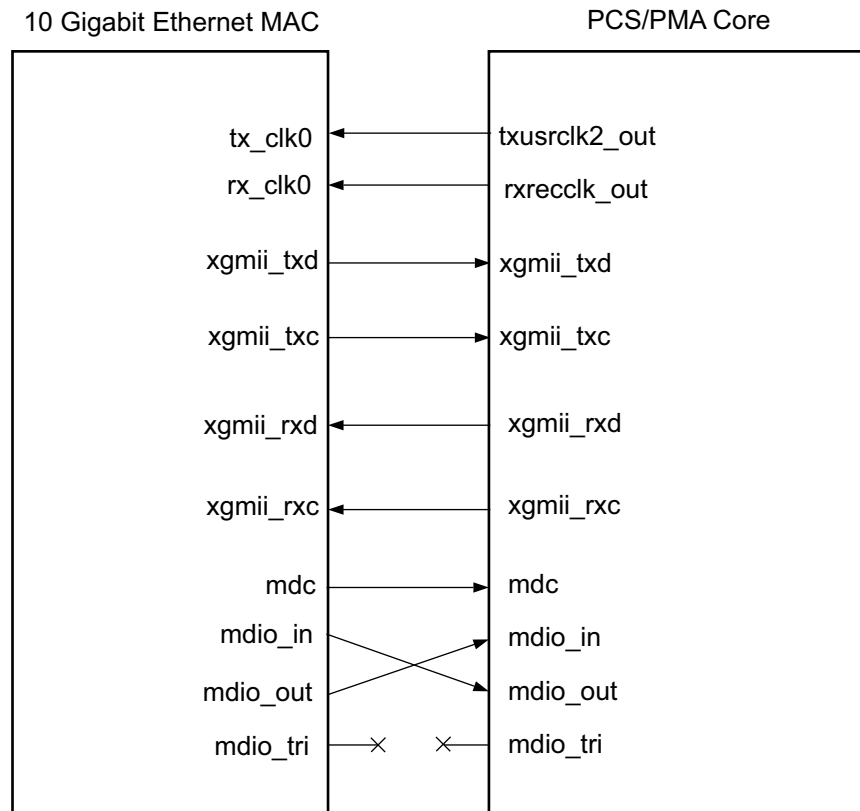 10 Gigabit Ethernet MAC
PCS/PMA Core
tx_clk0
txusrclk2_out
rx_clk0
rxrecclk_out
xgmii_txd
xgmii_txd
xgmii_txc
xgmii_txc
xgmii_rxd
xgmii_rxd
xgmii_rxc
xgmii_rxc
mdc
mdc
mdio_in
mdio_in
mdio_out
mdio_out
mdio_tri
mdio_tri